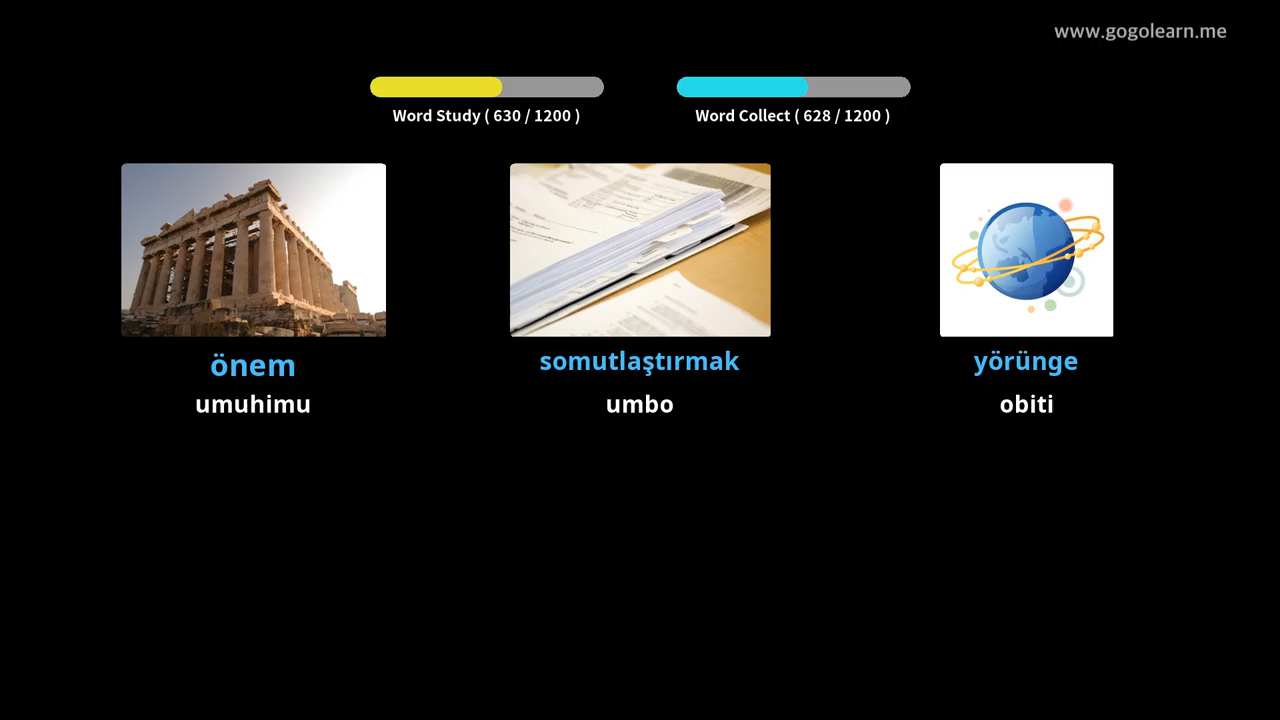 www.gogolearn.me
Word Study ( 630 / 1200 )
Word Collect ( 628 / 1200 )
önem
somutlaştırmak
yörünge
umuhimu
umbo
obiti